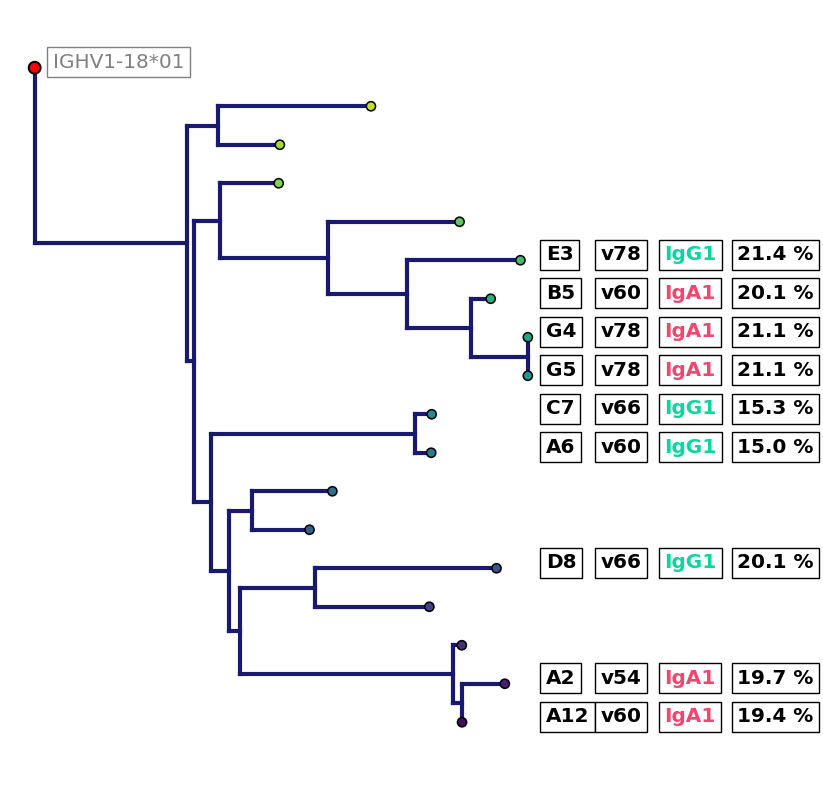 IGHV1-18*01
E3 v78 IgG1 21.4 %
B5 v60 IgA1 20.1 %
G4 v78 IgA1 21.1 %
G5 v78 IgA1 21.1 %
C7 v66 IgG1 15.3 %
A6 v60 IgG1 15.0 %
D8 v66 IgG1 20.1 %
A2 v54 IgA1 19.7 %
A12 v60 IgA1 19.4 %